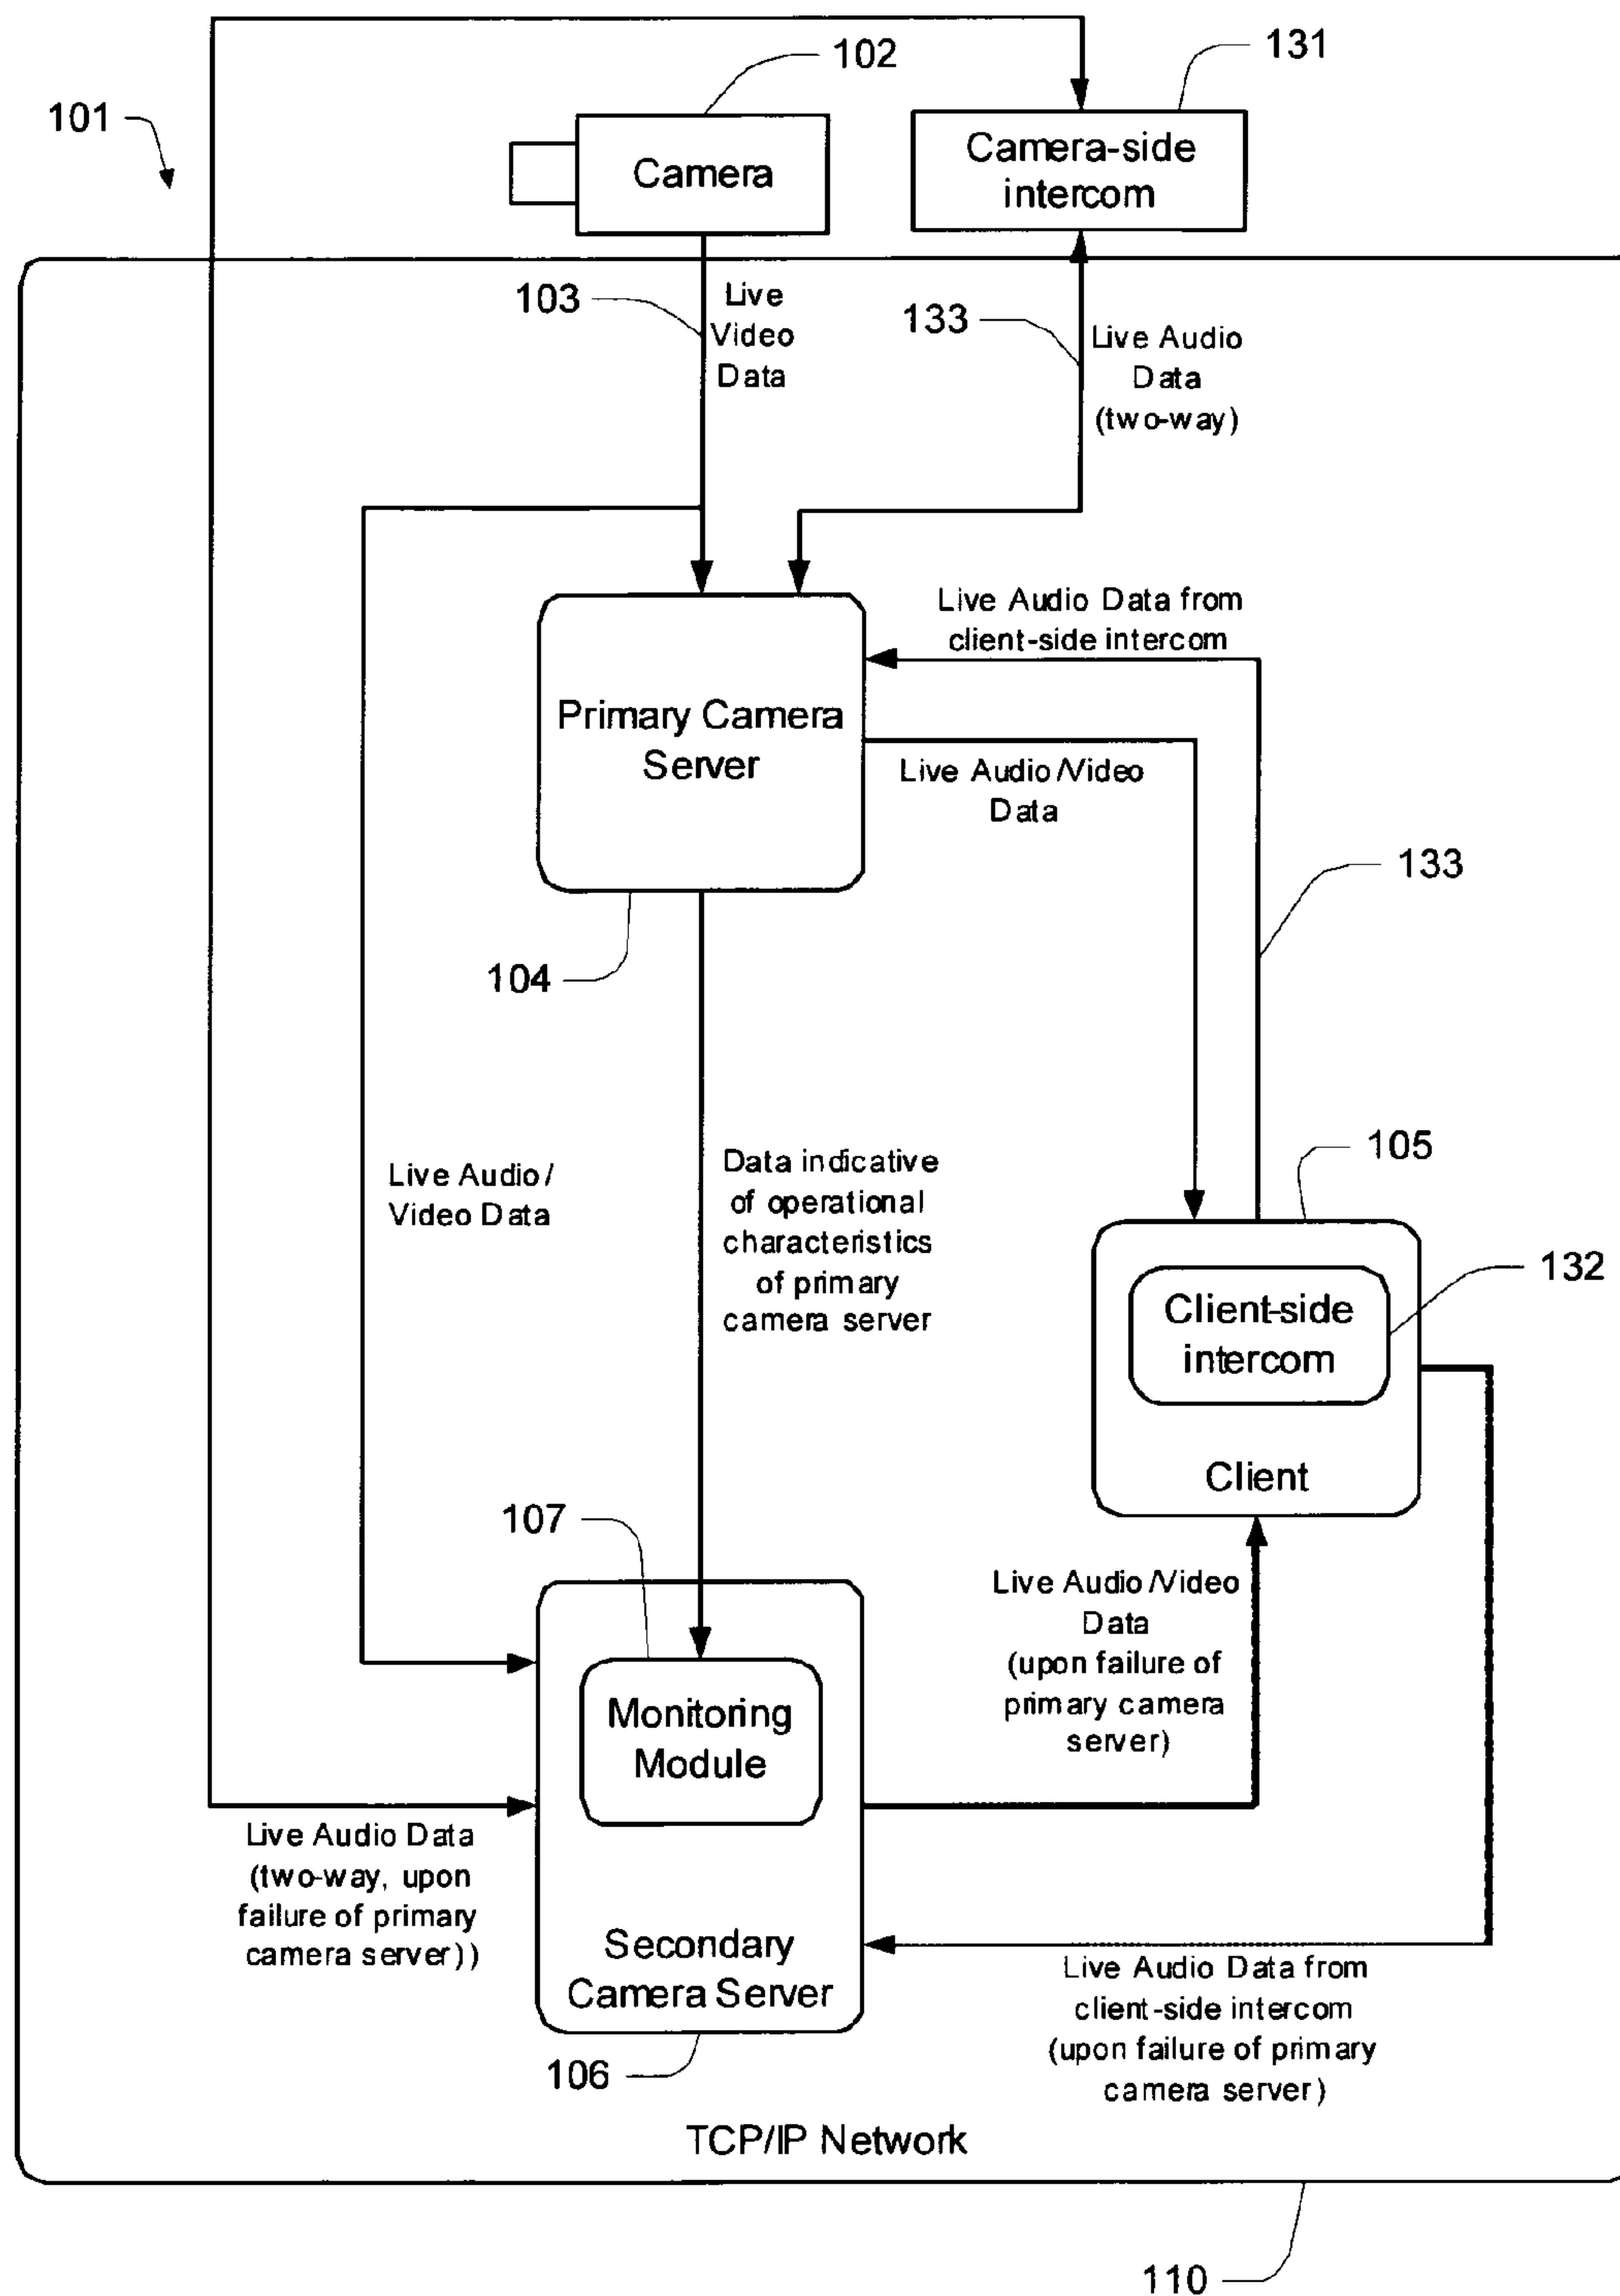 131
102
101
Camera-side
intercom
Camera
103
Live
Video
Data
133
Live Audio
Data
(two-way)
Live Audio Data from
client-side intercom
Primary Camera
Server
Live Audio/Video
Data
133
104
105
Live Audio/
Video Data
Data indicative
of operational
characteristics
of primary
camera server
132
Client-side
intercom
Client
107
Live Audio/Video
Data
(upon failure of
primary camera
server)
Monitoring
Module
Live Audio Data
(two-way, upon
failure of primary
camera server))
Secondary
Camera Server
Live Audio Data from
client-side intercom
(upon failure of primary
camera server)
106
TCP/IP Network
110